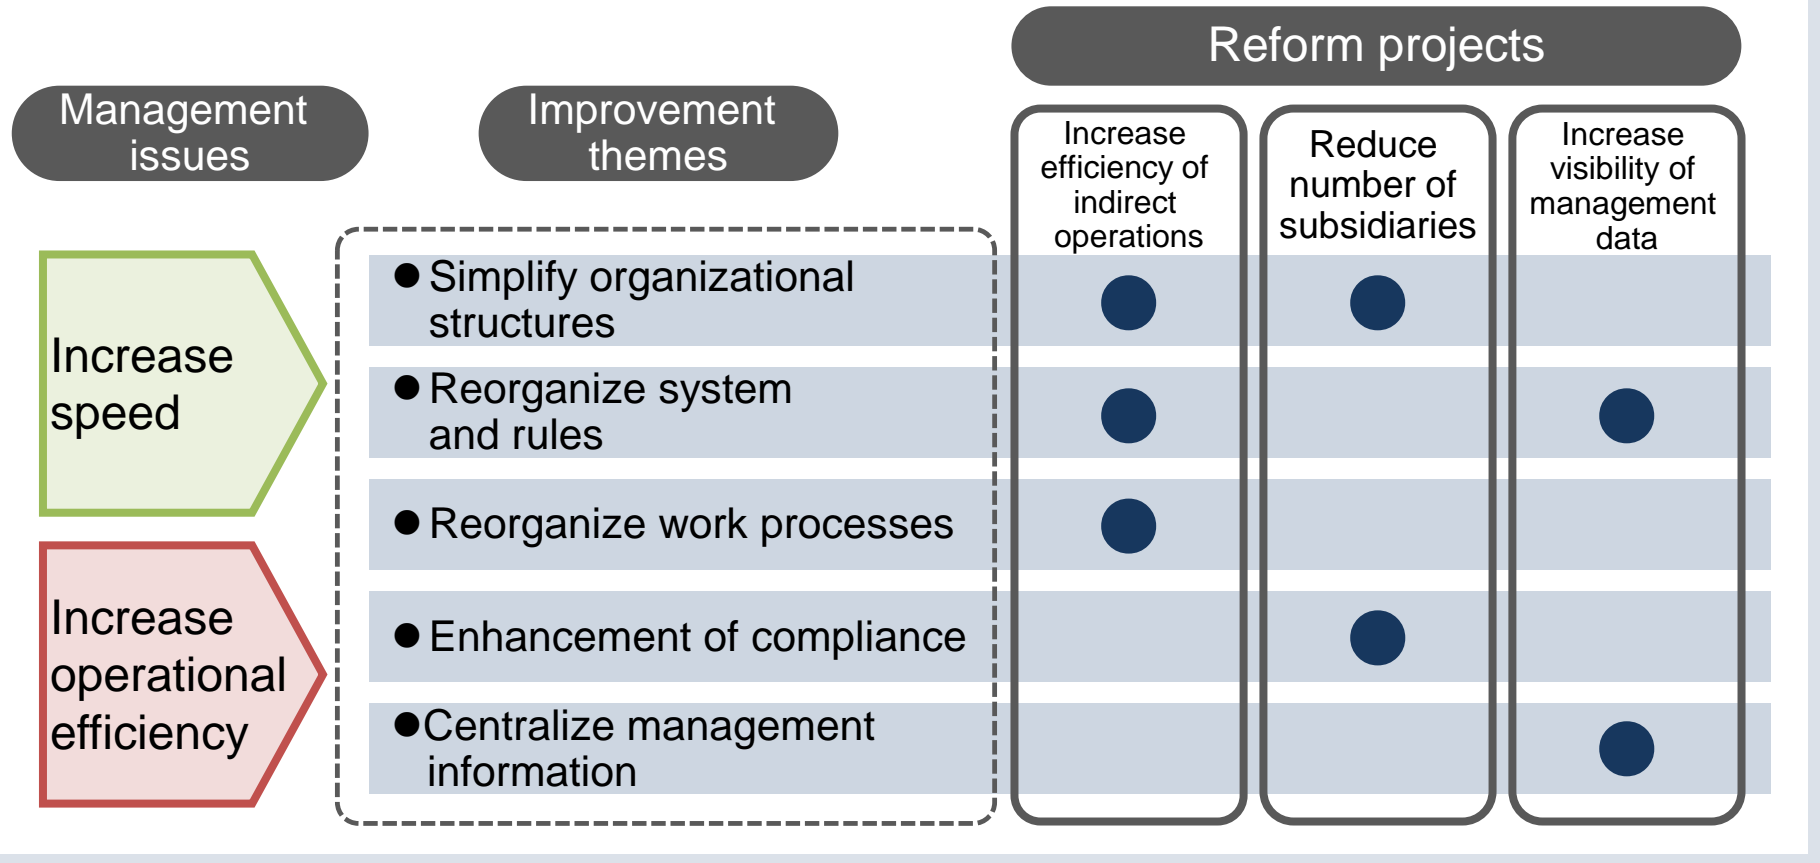 Reform projects
Management
issues
Improvement
themes
Increase
efficiency of
indirect
operations
Reduce
number of
subsidiaries
Increase
visibility of
management
data
Increase
speed
Increase
operational
efficiency
● Simplify organizational
structures
● Reorganize system
and rules
● Reorganize work processes
● Enhancement of compliance
●Centralize management
information